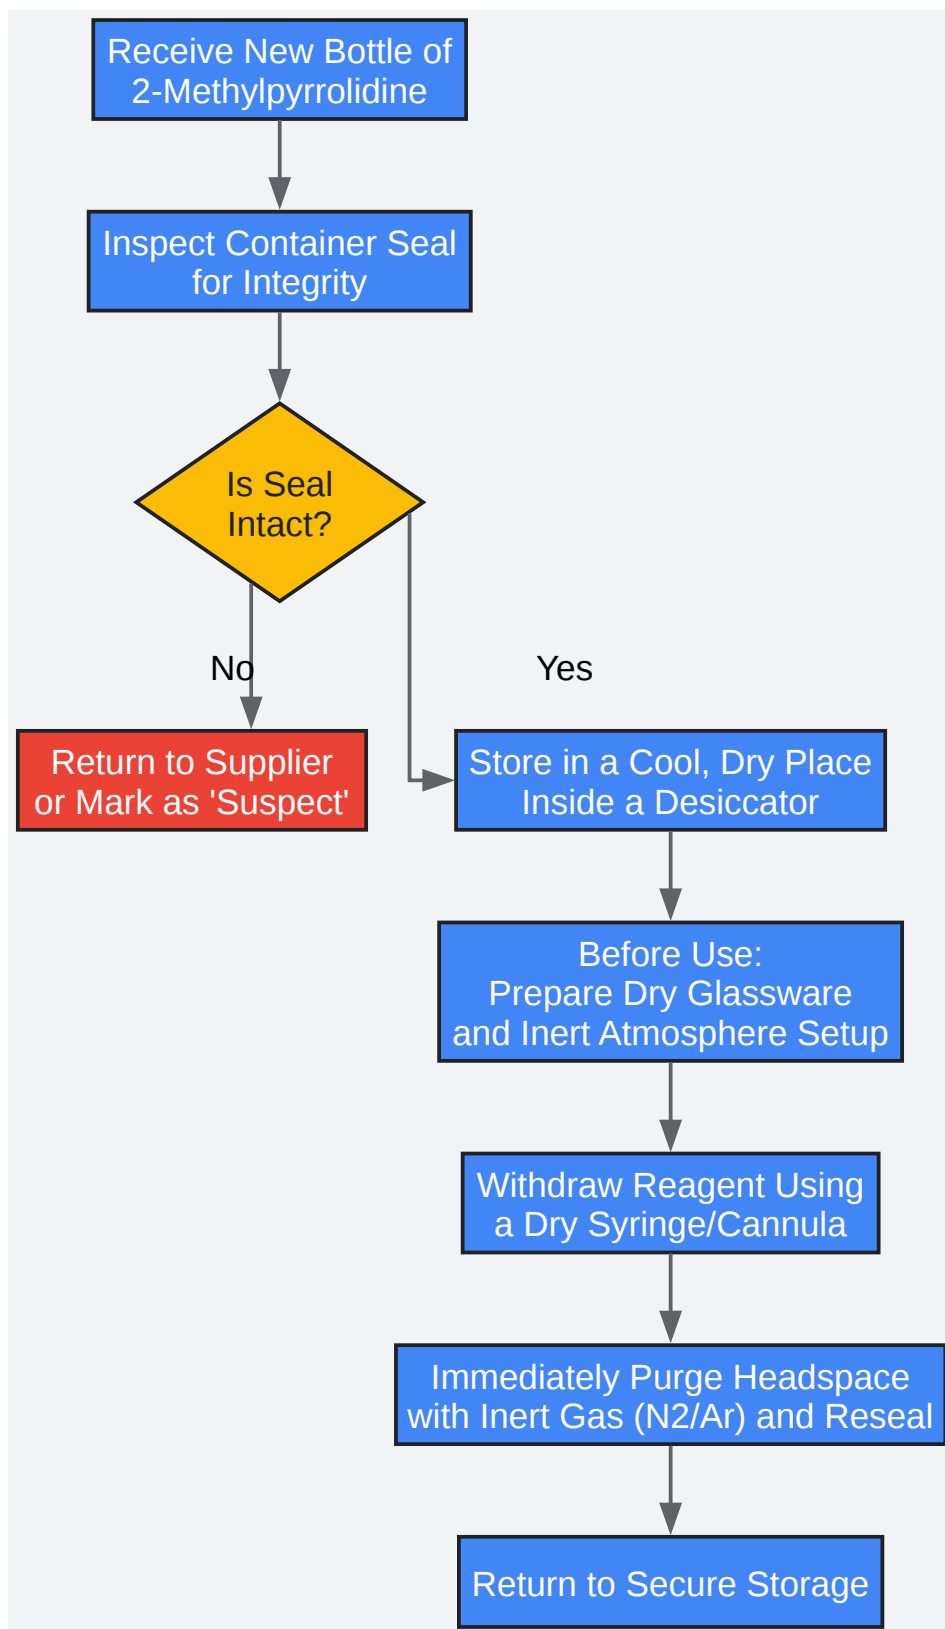 Receive New Bottle of
2-Methylpyrrolidine
Inspect Container Seal
for Integrity
Is Seal
Intact?
No
Yes
Return to Supplier
or Mark as 'Suspect'
Store in a Cool, Dry Place
Inside a Desiccator
Before Use:
Prepare Dry Glassware
and Inert Atmosphere Setup
Withdraw Reagent Using
a Dry Syringe/Cannula
Immediately Purge Headspace
with Inert Gas (N2/Ar) and Reseal
Return to Secure Storage